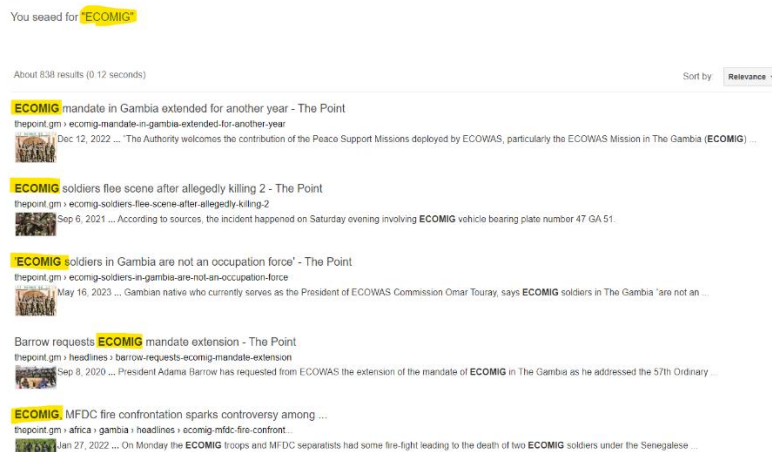 You seaed for "ECOMIG"
About 838 results (0 12 seconds)
Sort by
Relevance
ECOMIG mandate in Gambia extended for another year - The Point
thepoint.gm › ecomig-mandate-in-gambia-extended-for-another-year
Dec 12, 2022 ... "The Authority welcomes the contribution of the Peace Support Missions deployed by ECOWAS, particularly the ECOWAS Mission in The Gambia (ECOMIG) ...
ECOMIG soldiers flee scene after allegedly killing 2 - The Point
thepoint.gm › ecomig-soldiers-flee-scene-after-allegedly-killing-2
Sep 6, 2021 ... According to sources, the incident happened on Saturday evening involving ECOMIG vehicle bearing plate number 47 GA 51.
'ECOMIG soldiers in Gambia are not an occupation force' - The Point
thepoint.gm › ecomig-soldiers-in-gambia-are-not-an-occupation-force
May 16, 2023 ... Gambian native who currently serves as the President of ECOWAS Commission Omar Touray, says ECOMIG soldiers in The Gambia "are not an ...
Barrow requests ECOMIG mandate extension - The Point
thepoint.gm › headlines › barrow-requests-ecomig-mandate-extension
Sep 8, 2020 ... President Adama Barrow has requested from ECOWAS the extension of the mandate of ECOMIG in The Gambia as he addressed the 57th Ordinary ...
ECOMIG, MFDC fire confrontation sparks controversy among ...
thepoint.gm › africa › gambia › headlines › ecomig-mfdc-fire-confront...
Jan 27, 2022 ... On Monday the ECOMIG troops and MFDC separatists had some fire-fight leading to the death of two ECOMIG soldiers under the Senegalese ...